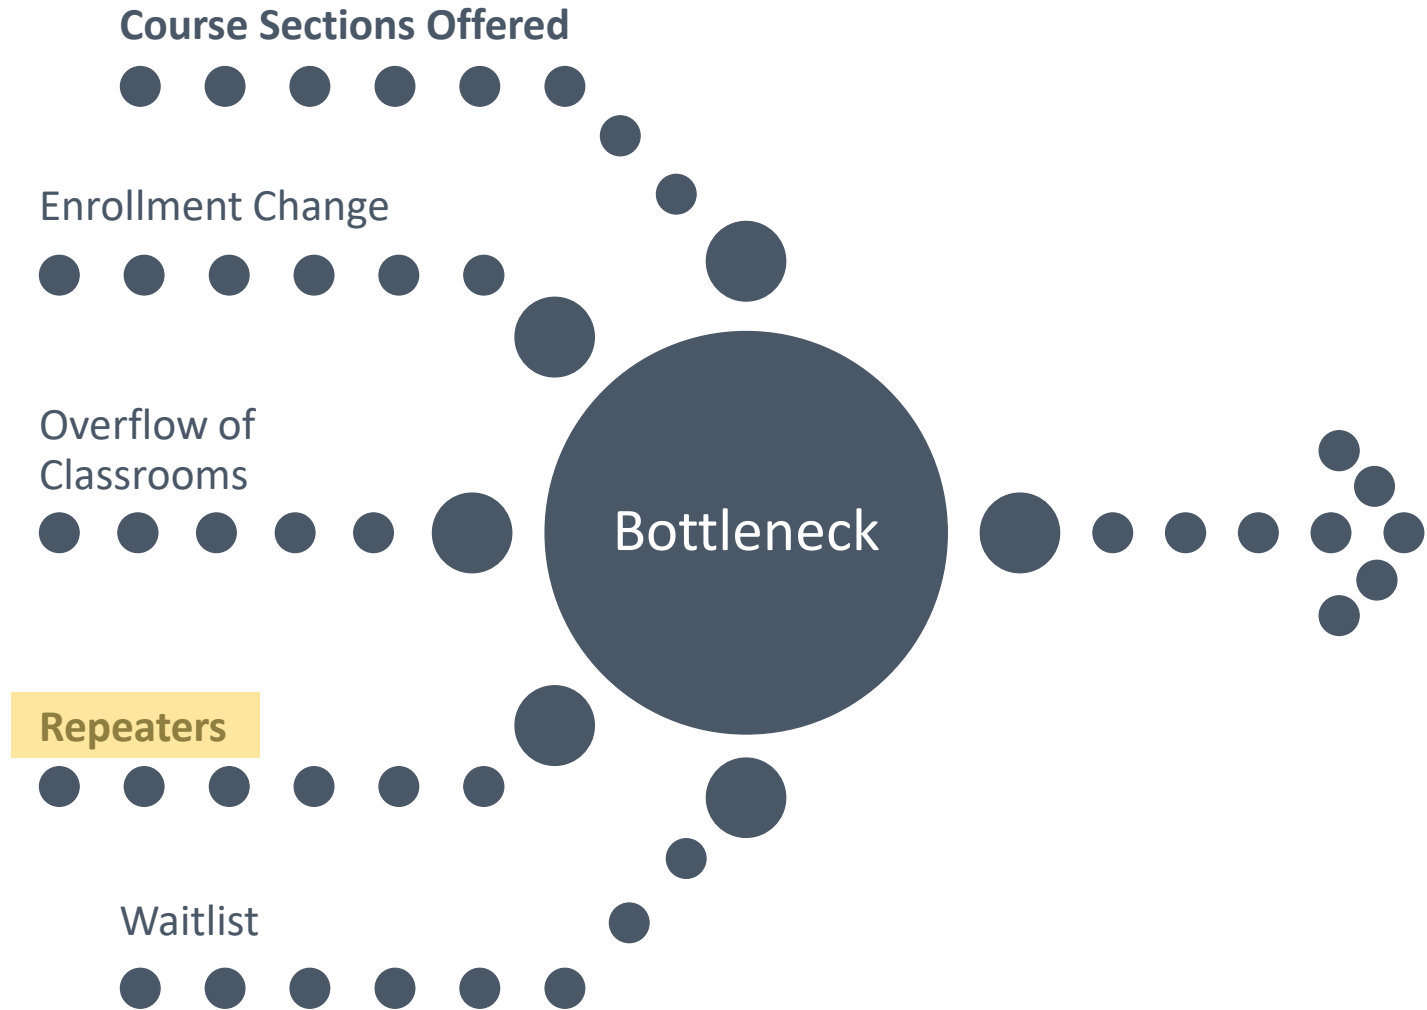 Course Sections Offered
Enrollment Change
Overflow of
Classrooms
Bottleneck
Repeaters
Waitlist